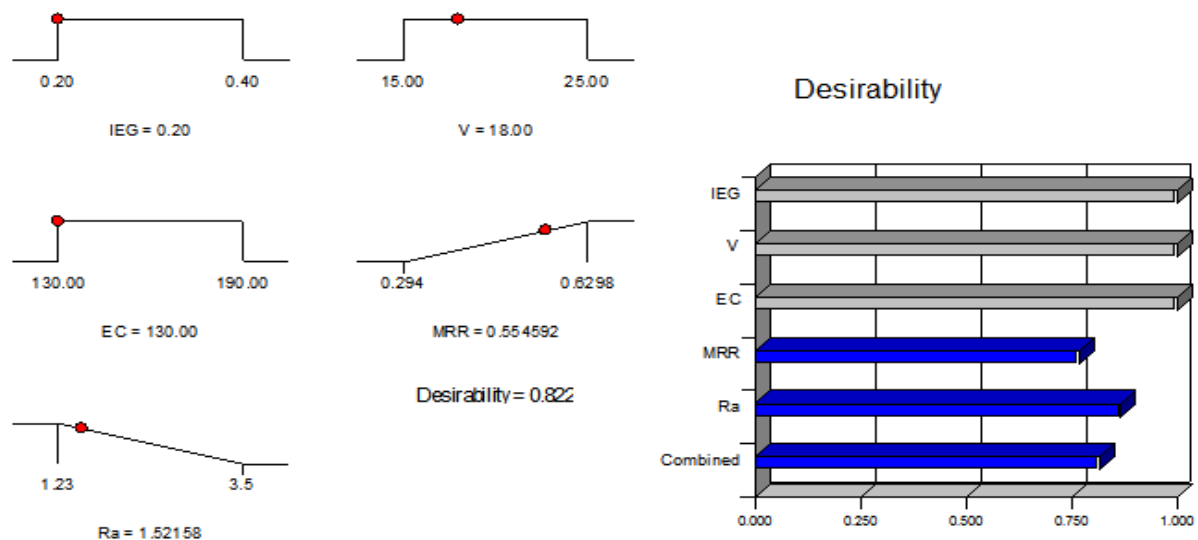 0.20 0.40
IEG = 0.20
15.00 25.00
V = 18.00
130.00 190.00
EC = 130.00
0.294 0.6298
MRR = 0.554592
1.23 3.5
Ra = 1.52158
Desirability = 0.822
Desirability
IEG
V
EC
MRR
Ra
Combined
0.000 0.250 0.500 0.750 1.000